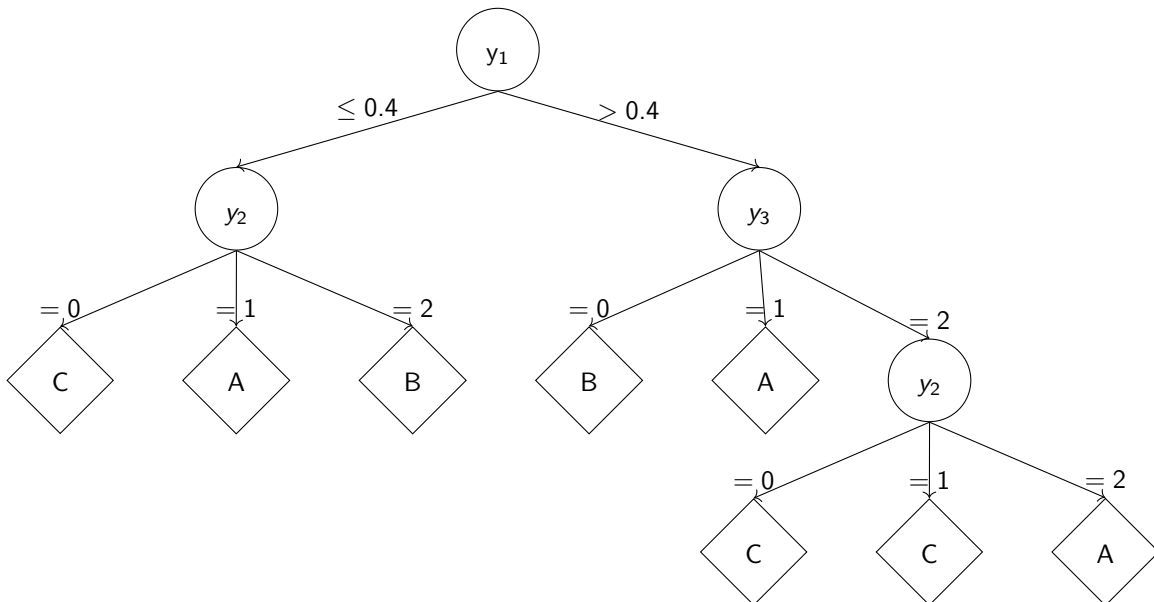 y₁
≤ 0.4
> 0.4
y₂
y₃
= 0
= 1
= 2
= 0
= 1
= 2
C
A
B
B
A
y₂
= 0
= 1
= 2
C
C
A